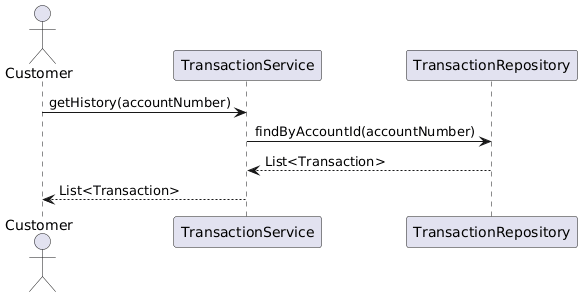 Customer
TransactionService
TransactionRepository
getHistory(accountNumber)
findByAccountId(accountNumber)
List<Transaction>
List<Transaction>
Customer
TransactionService
TransactionRepository